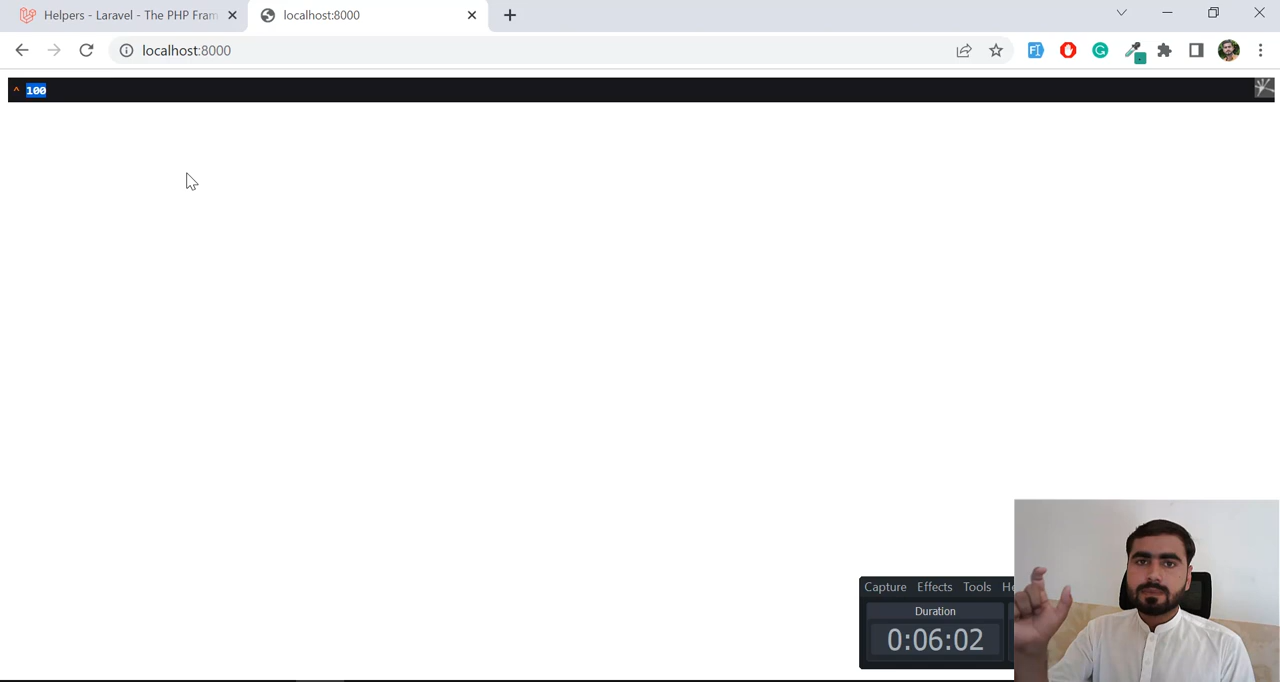 Helpers - Laravel - The PHP Fram
localhost:8000
localhost:8000
^ 100
Capture Effects Tools He
Duration
0:06:02